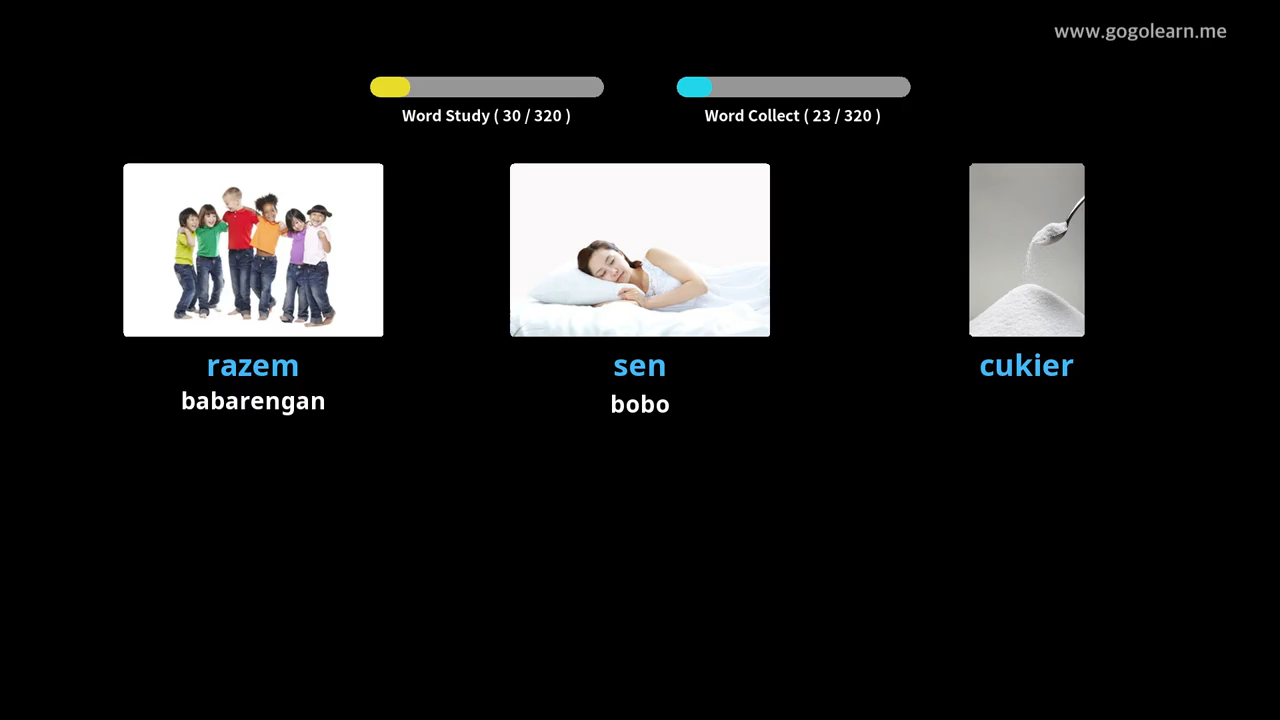 www.gogolearn.me
Word Study ( 30 / 320 )
Word Collect ( 23 / 320 )
razem
babarengan
sen
bobo
cukier